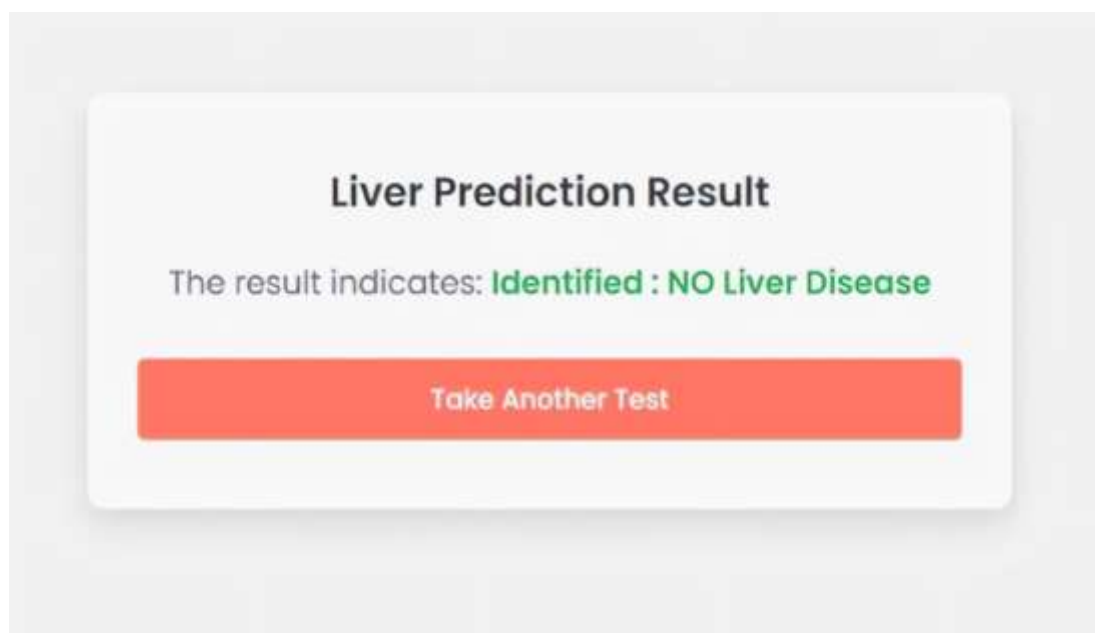 Liver Prediction Result
The result indicates: Identified : NO Liver Disease
Take Another Test